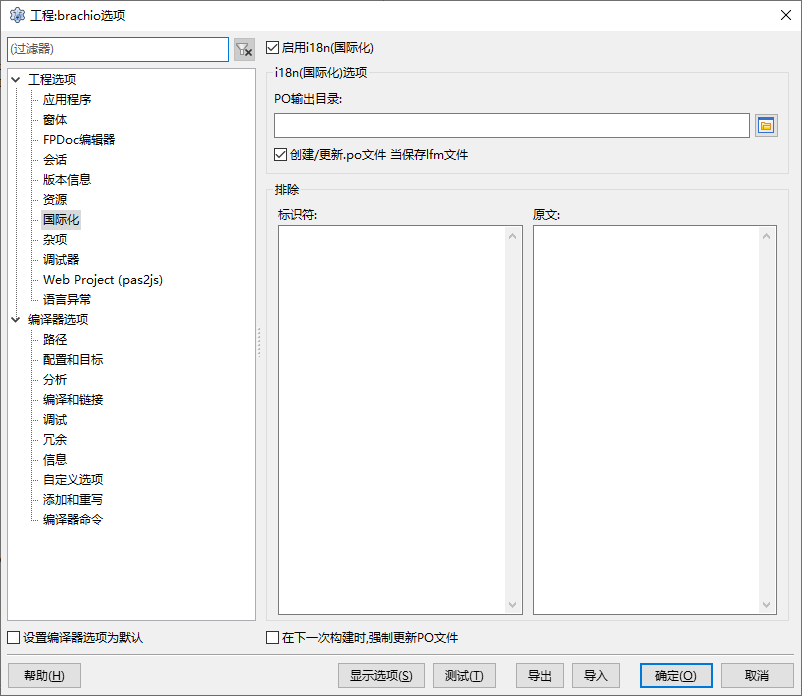 工程:brachio选项
(过滤器)
工程选项
应用程序
窗体
FPDoc编辑器
会话
版本信息
资源
国际化
杂项
调试器
Web Project (pas2js)
语言异常
编译器选项
路径
配置和目标
分析
编译和链接
调试
冗余
信息
自定义选项
添加和重写
编译器命令
设置编译器选项为默认
启用i18n(国际化)
i18n(国际化)选项
PO输出目录:
创建/更新.po文件 当保存lfm文件
排除
标识符:
原文:
在下一次构建时,强制更新PO文件
帮助(H)
显示选项(S)
测试(T)
导出
导入
确定(O)
取消